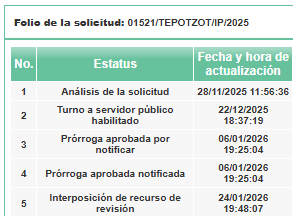 Folio de la solicitud: 01521/TEPOTZOT/IP/2025
No. Estatus Fecha y hora de actualización
1 Análisis de la solicitud 28/11/2025 11:56:36
2 Turno a servidor público habilitado 22/12/2025 18:37:19
3 Prórroga aprobada por notificar 06/01/2026 19:25:04
4 Prórroga aprobada notificada 06/01/2026 19:25:04
5 Interposición de recurso de revisión 24/01/2026 19:48:07